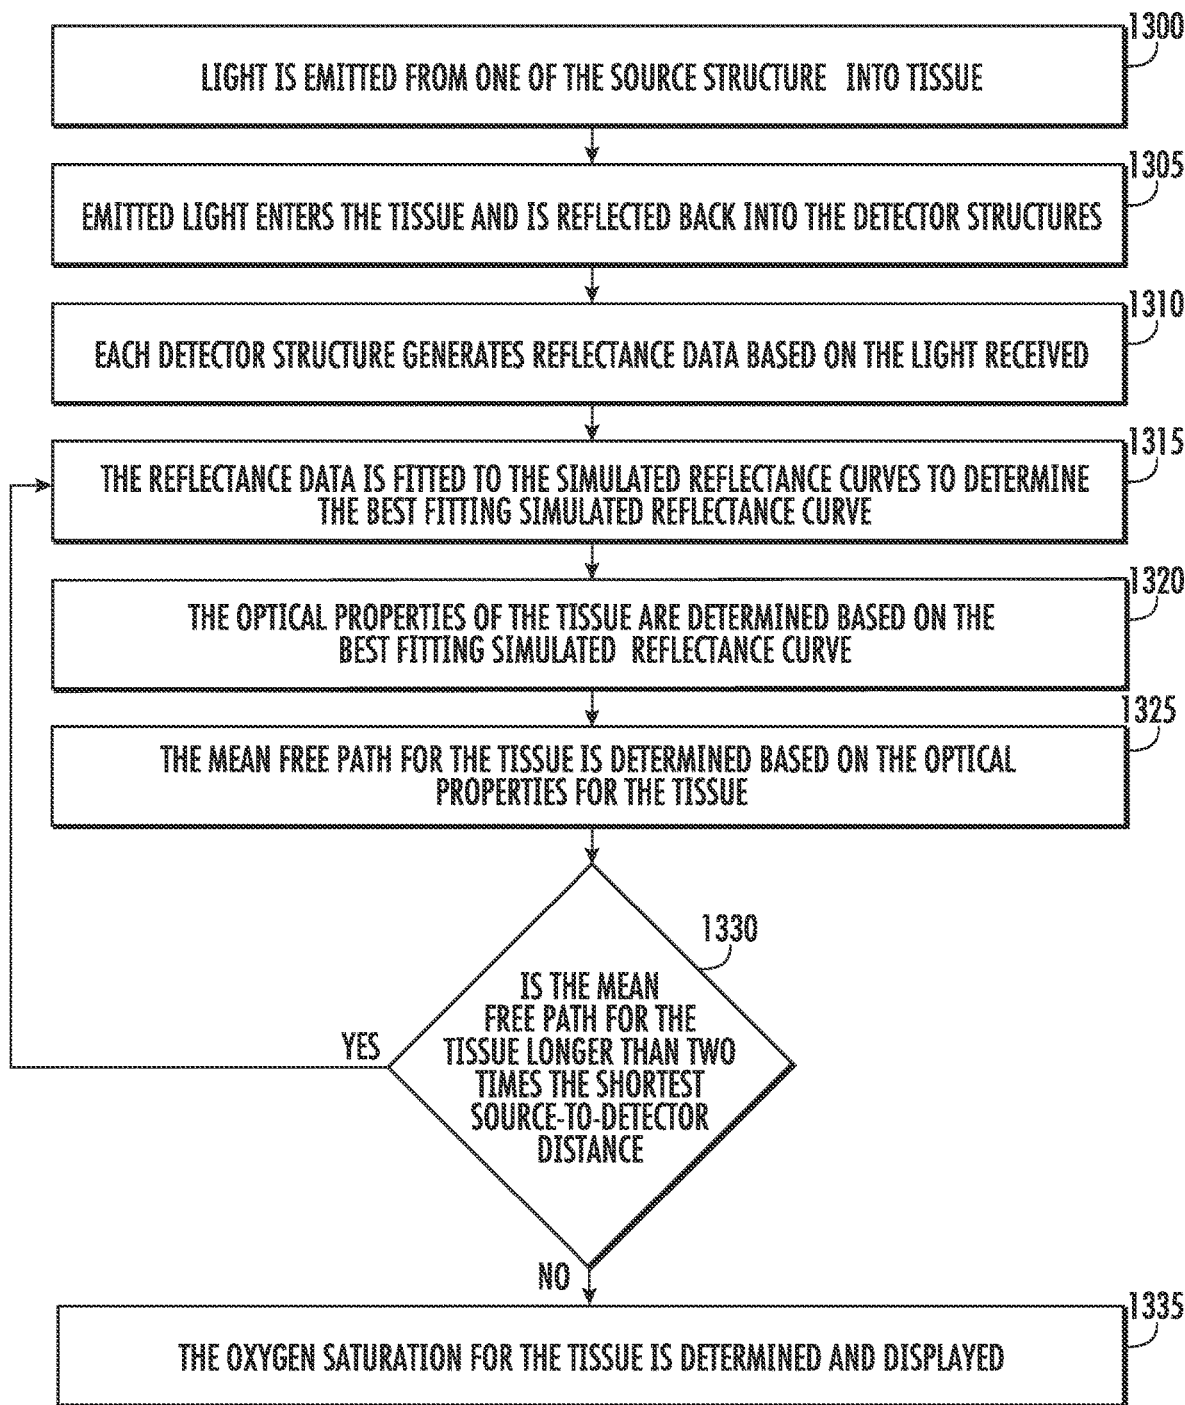 1300
LIGHT IS EMITTED FROM ONE OF THE SOURCE STRUCTURE INTO TISSUE
1305
EMITTED LIGHT ENTERS THE TISSUE AND IS REFLECTED BACK INTO THE DETECTOR STRUCTURES
1310
EACH DETECTOR STRUCTURE GENERATES REFLECTANCE DATA BASED ON THE LIGHT RECEIVED
1315
THE REFLECTANCE DATA IS FITTED TO THE SIMULATED REFLECTANCE CURVES TO DETERMINE
THE BEST FITTING SIMULATED REFLECTANCE CURVE
1320
THE OPTICAL PROPERTIES OF THE TISSUE ARE DETERMINED BASED ON THE
BEST FITTING SIMULATED REFLECTANCE CURVE
1325
THE MEAN FREE PATH FOR THE TISSUE IS DETERMINED BASED ON THE OPTICAL
PROPERTIES FOR THE TISSUE
1330
IS THE MEAN
FREE PATH FOR THE
TISSUE LONGER THAN TWO
TIMES THE SHORTEST
SOURCE-TO-DETECTOR
DISTANCE
YES
NO
1335
THE OXYGEN SATURATION FOR THE TISSUE IS DETERMINED AND DISPLAYED